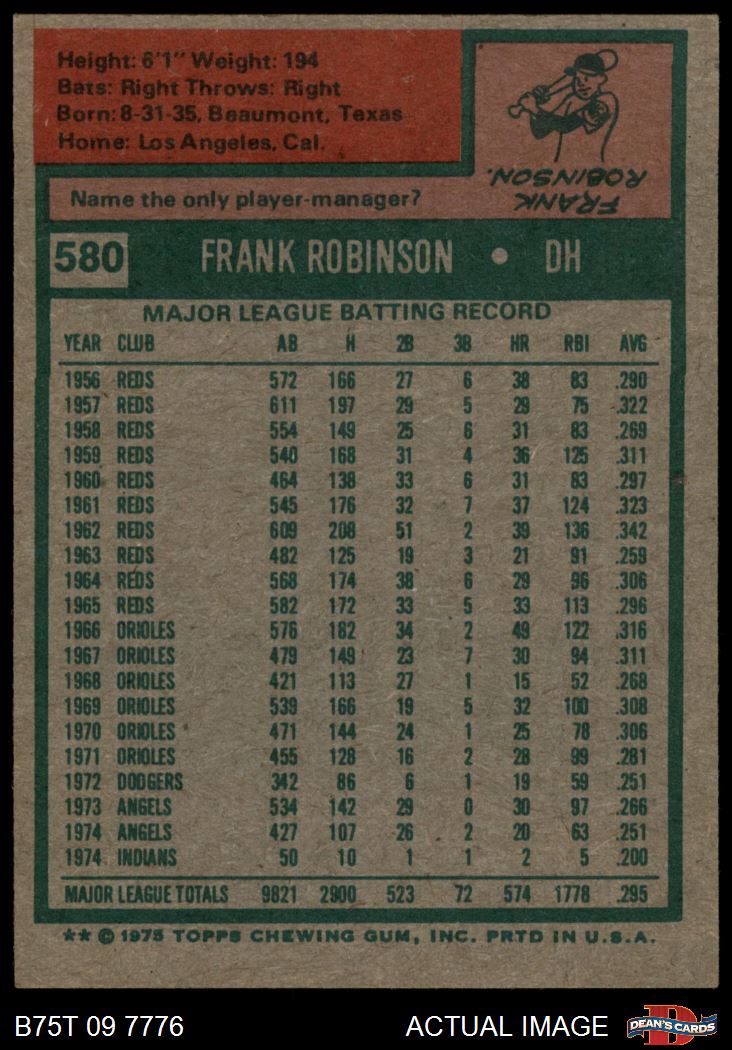 Height: 6'1" Weight: 194
Bats: Right Throws: Right
Born: 8-31-35, Beaumont, Texas
Home: Los Angeles, Cal.
Name the only player-manager?
FRANK
ROBINSON.
580 FRANK ROBINSON • DH
MAJOR LEAGUE BATTING RECORD
YEAR CLUB AB H 2B 3B HR RBI AVG
1956 REDS 572 166 27 6 38 83 .290
1957 REDS 611 197 29 5 29 75 .322
1958 REDS 554 149 25 6 31 83 .269
1959 REDS 540 168 31 4 36 125 .311
1960 REDS 464 138 33 6 31 83 .297
1961 REDS 545 176 32 7 37 124 .323
1962 REDS 609 208 51 2 39 136 .342
1963 REDS 482 125 19 3 21 91 .259
1964 REDS 568 174 38 6 29 96 .306
1965 REDS 582 172 33 5 33 113 .296
1966 ORIOLES 576 182 34 2 49 122 .316
1967 ORIOLES 479 149 23 7 30 94 .311
1968 ORIOLES 421 113 27 1 15 52 .268
1969 ORIOLES 539 166 19 5 32 100 .308
1970 ORIOLES 471 144 24 1 25 78 .306
1971 ORIOLES 455 128 16 2 28 99 .281
1972 DODGERS 342 86 6 1 19 59 .251
1973 ANGELS 534 142 29 0 30 97 .266
1974 ANGELS 427 107 26 2 20 63 .251
1974 INDIANS 50 10 1 1 2 5 .200
MAJOR LEAGUE TOTALS 9821 2900 523 72 574 1778 .295
** © 1975 TOPPS CHEWING GUM, INC. PRTD IN U.S.A.
B75T 09 7776 ACTUAL IMAGE DEAN'S CARDS